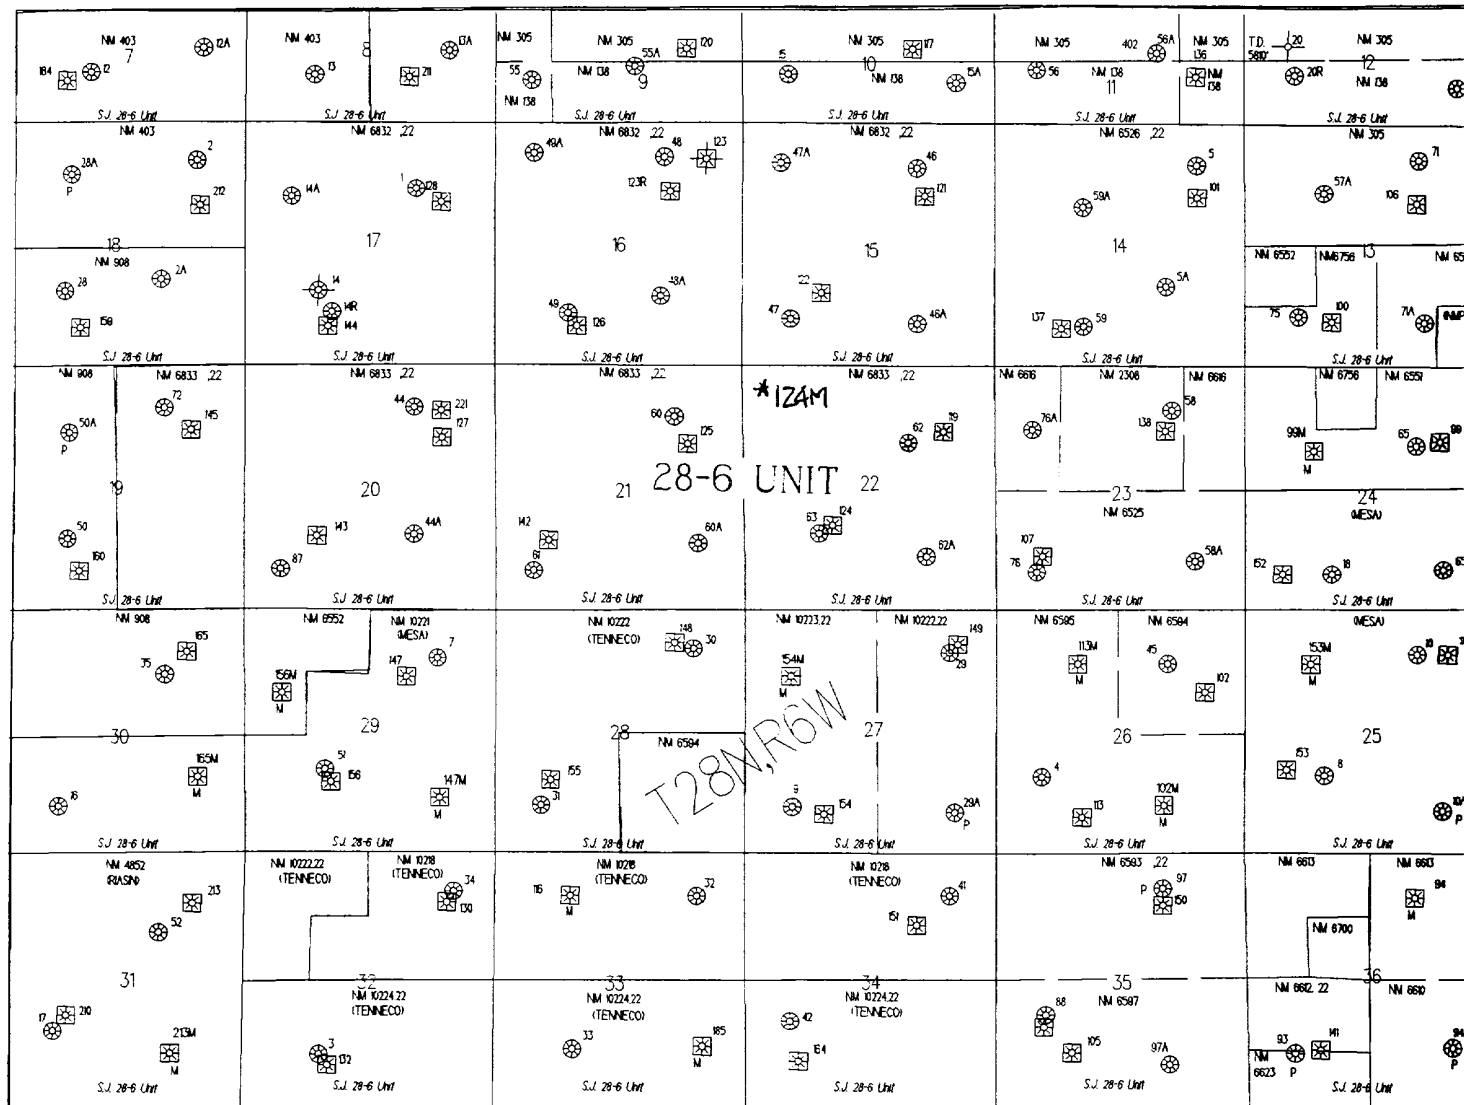 NM 403
7
12A
184
12
S.J. 28-6 Unit
NM 403
8
13A
13
211
S.J. 28-6 Unit
NM 305
NM 305
120
55A
NM 138
55
9
NM 138
S.J. 28-6 Unit
NM 305
117
10
NM 138
15A
S.J. 28-6 Unit
NM 305
402
56A
136
NM 305
56
NM 138
NM
138
11
S.J. 28-6 Unit
T.D.
5810'
20
NM 305
12
20R
NM 138
S.J. 28-6 Unit
NM 403
2
28A
P
212
18
NM 908
2A
28
159
S.J. 28-6 Unit
NM 6832 ,22
1
128
14A
17
14
14R
144
S.J. 28-6 Unit
NM 6832 ,22
49A
48
123
123R
16
48A
49
126
S.J. 28-6 Unit
NM 6832 ,22
47A
46
121
15
47
46A
S.J. 28-6 Unit
NM 6526 ,22
5
59A
101
14
5A
137
59
S.J. 28-6 Unit
NM 305
71
57A
106
NM 6552
NM6756
13
75
100
71A
S.J. 28-6 Unit
NM 908
NM 6833 ,22
72
50A
P
145
19
50
160
S.J. 28-6 Unit
NM 6833 ,22
44
221
127
20
143
44A
87
S.J. 28-6 Unit
NM 6833 ,22
60
125
21
142
60A
61
S.J. 28-6 Unit
NM 6833 ,22
*124M
119
62
28-6 UNIT
22
63
124
62A
S.J. 28-6 Unit
NM 6616
NM 2308
NM 6616
58
76A
138
23
NM 6525
107
76
58A
S.J. 28-6 Unit
NM 6756
NM 6551
99M
M
65
99
24
(MESA)
152
18
S.J. 28-6 Unit
NM 908
165
35
30
165M
M
16
S.J. 28-6 Unit
NM 6552
NM 10221
(MESA)
7
147
156M
M
29
51
156
147M
M
S.J. 28-6 Unit
NM 10222
(TENNECO)
148
30
28
NM 6594
155
31
S.J. 28-6 Unit
NM 10223,22
NM 10222,22
149
29
154M
M
27
T28N,R6W
9
154
29A
P
S.J. 28-6 Unit
NM 6595
NM 6594
113M
M
45
102
26
4
113
102M
M
S.J. 28-6 Unit
(MESA)
153M
M
10
25
153
8
10A
P
S.J. 28-6 Unit
NM 4852
213
52
31
210
17
213M
M
S.J. 28-6 Unit
NM 10222,22
(TENNECO)
NM 10218
(TENNECO)
34
130
32
NM 10224,22
(TENNECO)
3
132
S.J. 28-6 Unit
NM 10218
(TENNECO)
116
M
32
33
NM 10224,22
(TENNECO)
33
185
M
S.J. 28-6 Unit
NM 10218
(TENNECO)
41
151
34
NM 10224,22
(TENNECO)
42
164
S.J. 28-6 Unit
NM 6593 ,22
97
P
150
35
NM 6597
88
105
97A
S.J. 28-6 Unit
NM 6613
NM 6613
94
M
NM 6700
36
NM 6612, 22
NM 6610
NM
6623
93
P
141
94A
P
S.J. 28-6 Unit